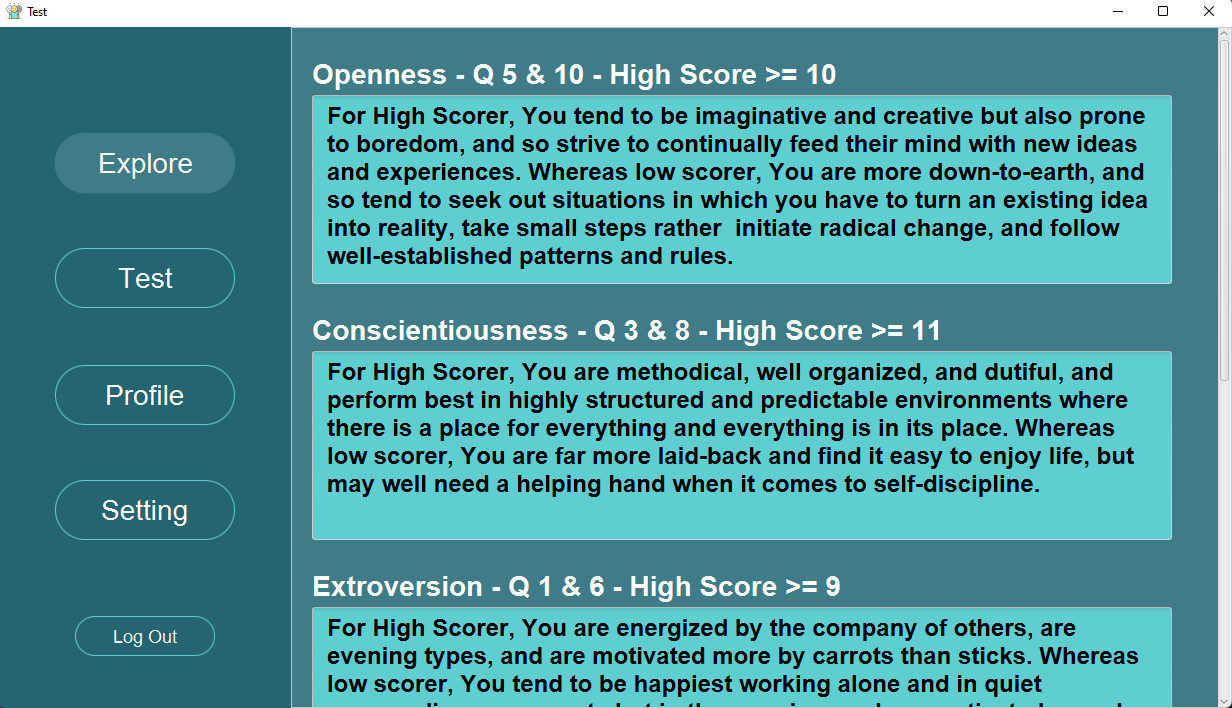 Test
Explore
Test
Profile
Setting
Log Out
Openness - Q 5 & 10 - High Score >= 10
For High Scorer, You tend to be imaginative and creative but also prone
to boredom, and so strive to continually feed their mind with new ideas
and experiences. Whereas low scorer, You are more down-to-earth, and
so tend to seek out situations in which you have to turn an existing idea
into reality, take small steps rather  initiate radical change, and follow
well-established patterns and rules.
Conscientiousness - Q 3 & 8 - High Score >= 11
For High Scorer, You are methodical, well organized, and dutiful, and
perform best in highly structured and predictable environments where
there is a place for everything and everything is in its place. Whereas
low scorer, You are far more laid-back and find it easy to enjoy life, but
may well need a helping hand when it comes to self-discipline.
Extroversion - Q 1 & 6 - High Score >= 9
For High Scorer, You are energized by the company of others, are
evening types, and are motivated more by carrots than sticks. Whereas
low scorer, You tend to be happiest working alone and in quiet